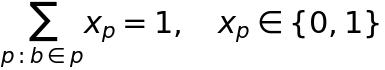 ∑_{p : b ∈ p} x_p = 1,  x_p ∈ {0, 1}